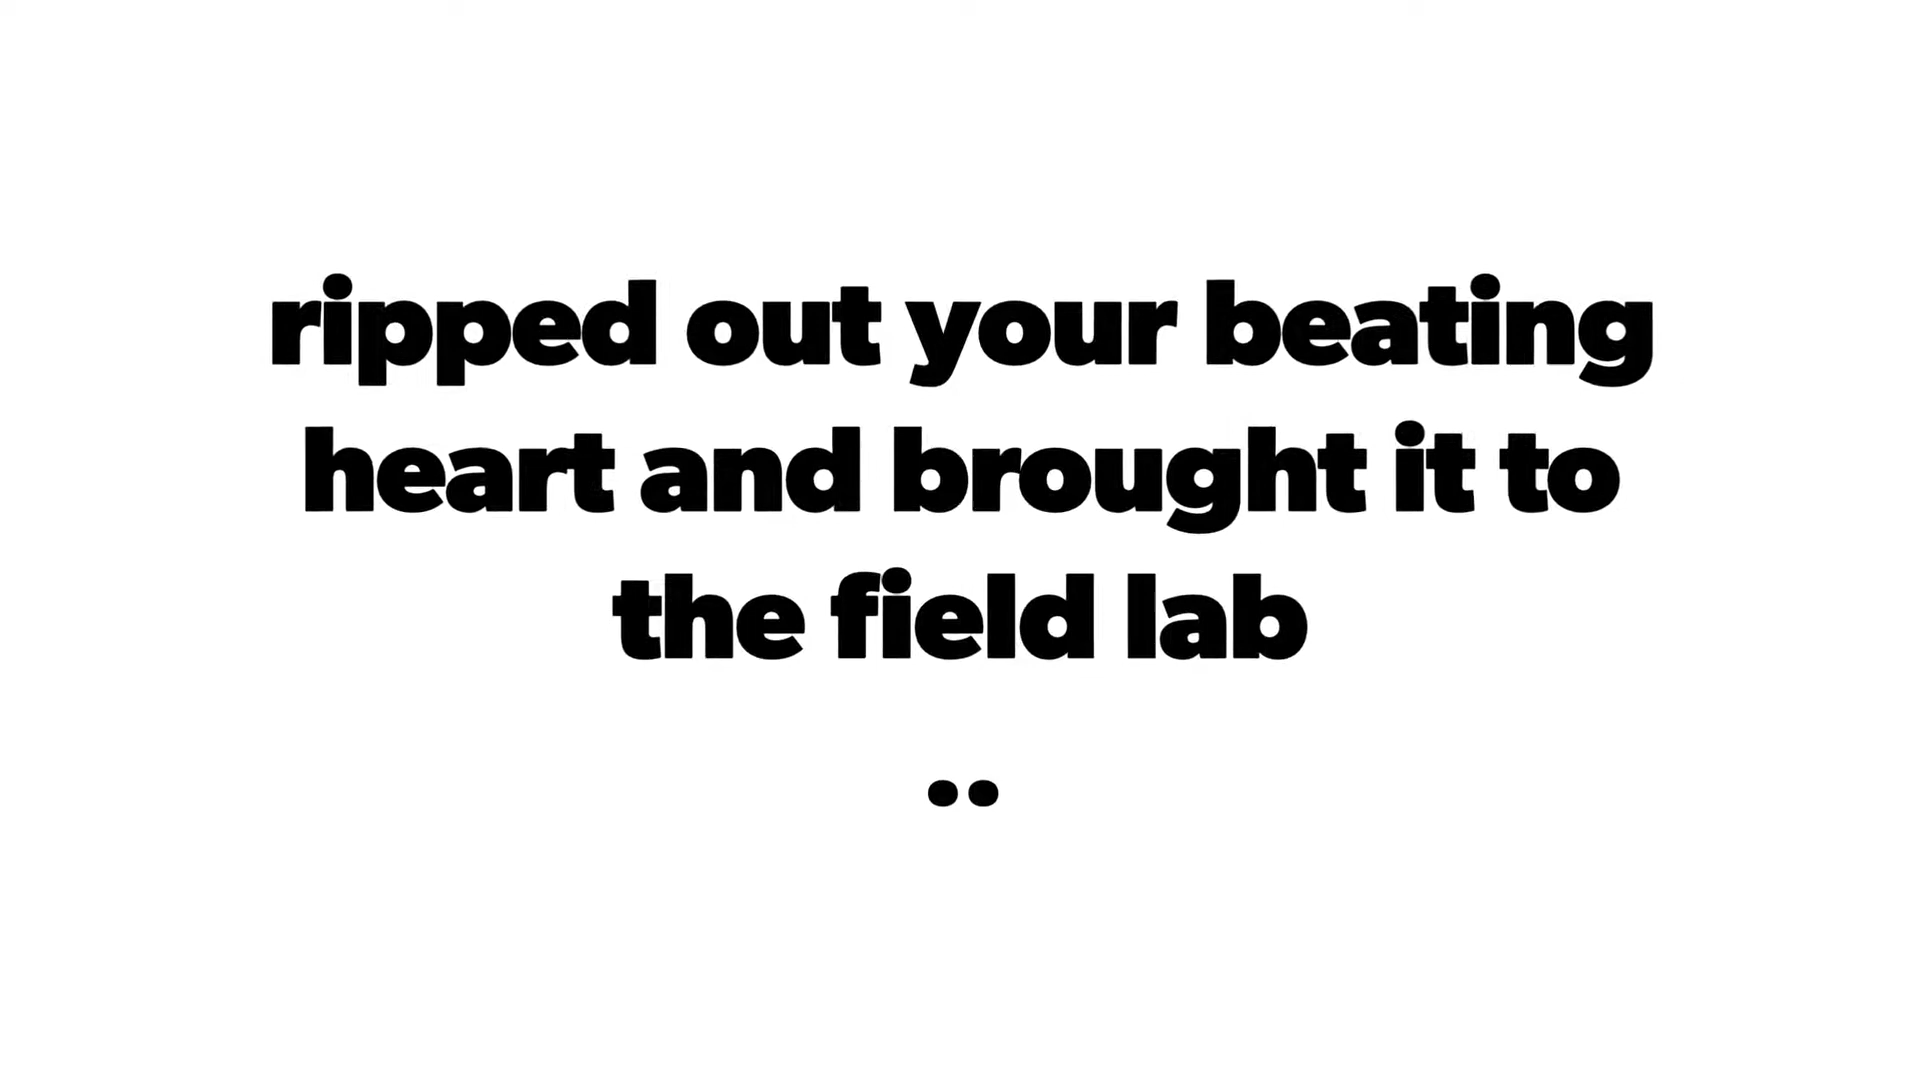 ripped out your beating
heart and brought it to
the field lab
..